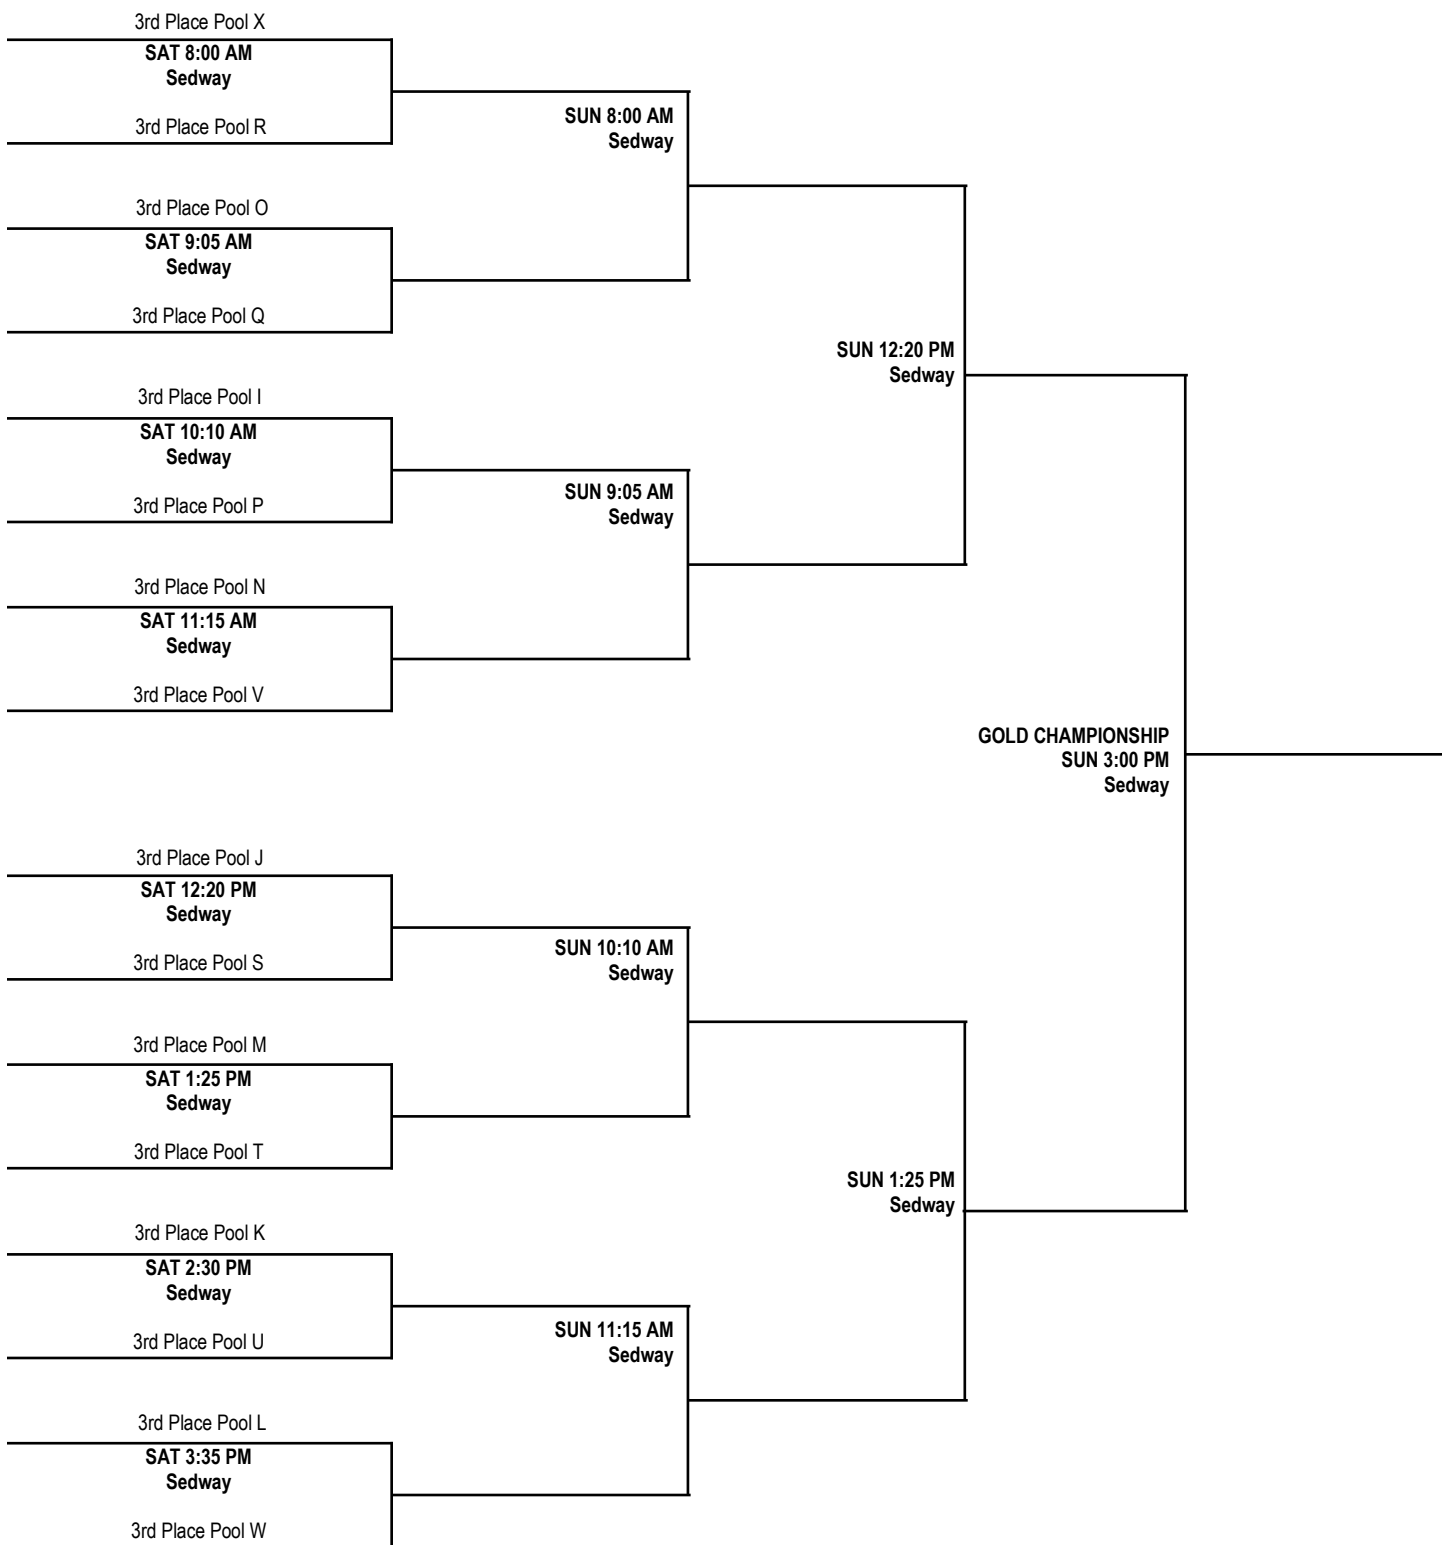 3rd Place Pool X
SAT 8:00 AM
Sedway
3rd Place Pool R
SUN 8:00 AM
Sedway
3rd Place Pool O
SAT 9:05 AM
Sedway
3rd Place Pool Q
SUN 12:20 PM
Sedway
3rd Place Pool I
SAT 10:10 AM
Sedway
3rd Place Pool P
SUN 9:05 AM
Sedway
3rd Place Pool N
SAT 11:15 AM
Sedway
3rd Place Pool V
GOLD CHAMPIONSHIP
SUN 3:00 PM
Sedway
3rd Place Pool J
SAT 12:20 PM
Sedway
3rd Place Pool S
SUN 10:10 AM
Sedway
3rd Place Pool M
SAT 1:25 PM
Sedway
3rd Place Pool T
SUN 1:25 PM
Sedway
3rd Place Pool K
SAT 2:30 PM
Sedway
3rd Place Pool U
SUN 11:15 AM
Sedway
3rd Place Pool L
SAT 3:35 PM
Sedway
3rd Place Pool W